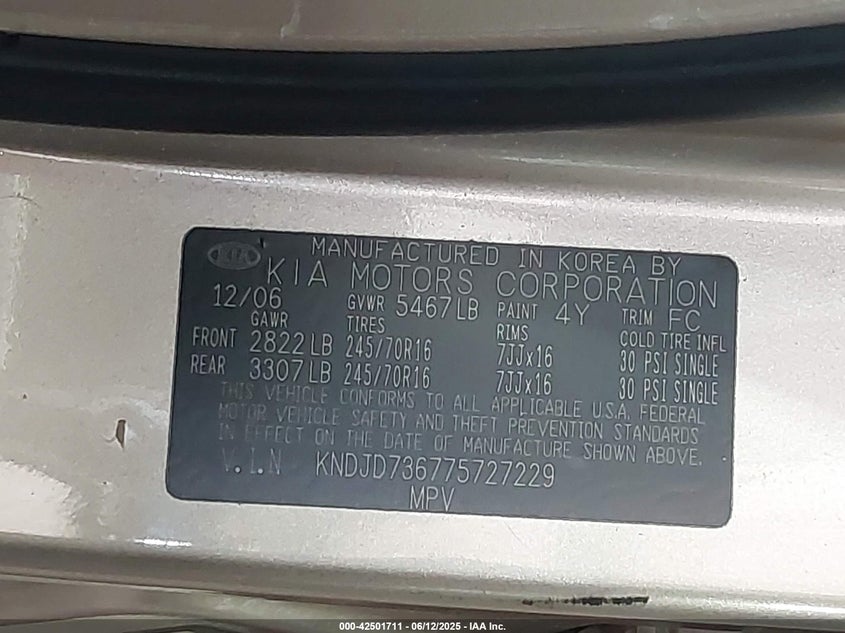 KIA
MANUFACTURED IN KOREA BY
KIA MOTORS CORPORATION
12/06 GVWR 5467LB PAINT 4Y TRIM FC
GAWR TIRES RIMS COLD TIRE INFL
FRONT 2822LB 245/70R16 7JJx16 30 PSI SINGLE
REAR 3307LB 245/70R16 7JJx16 30 PSI SINGLE
THIS VEHICLE CONFORMS TO ALL APPLICABLE U.S.A. FEDERAL
MOTOR VEHICLE SAFETY AND THEFT PREVENTION STANDARDS
IN EFFECT ON THE DATE OF MANUFACTURE SHOWN ABOVE.
V.I.N KNDJD736775727229
MPV
000-42501711 - 06/12/2025 - IAA Inc.